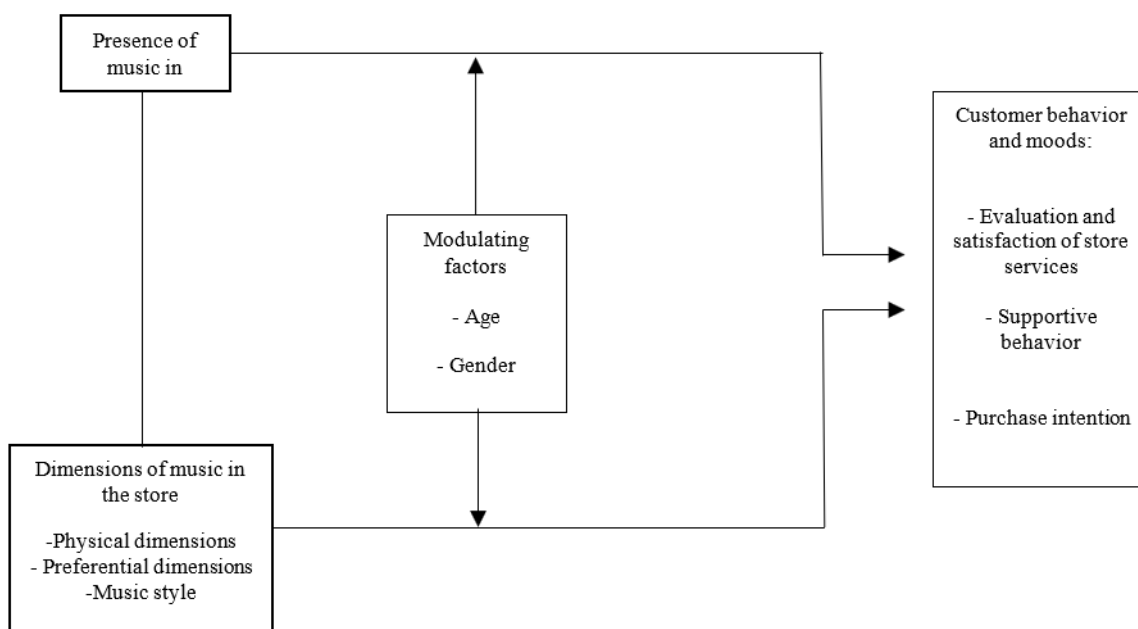 Presence of
music in
Customer behavior
and moods:
- Evaluation and
satisfaction of store
services
- Supportive
behavior
- Purchase intention
Modulating
factors
- Age
- Gender
Dimensions of music in
the store
-Physical dimensions
- Preferential dimensions
-Music style